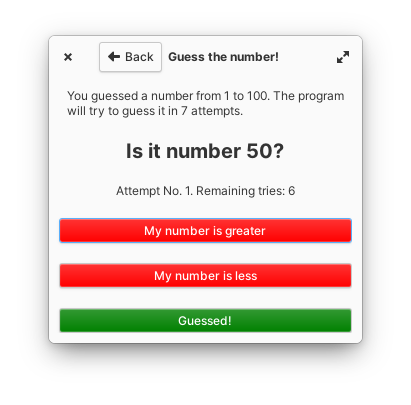 Back
Guess the number!
You guessed a number from 1 to 100. The program
will try to guess it in 7 attempts.
Is it number 50?
Attempt No. 1. Remaining tries: 6
My number is greater
My number is less
Guessed!